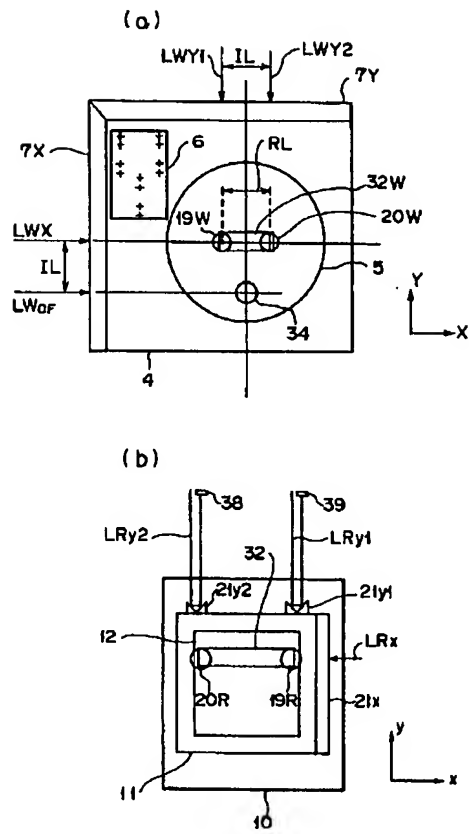 (a)
LWY1 IL LWY2
7Y
7X
6
RL
32W
19W
20W
LWX
5
IL
Y
LWOF
34
X
4
(b)
38
39
LRy2
LRy1
32
21y2
21y1
12
LRx
20R
19R
21x
y
11
x
10